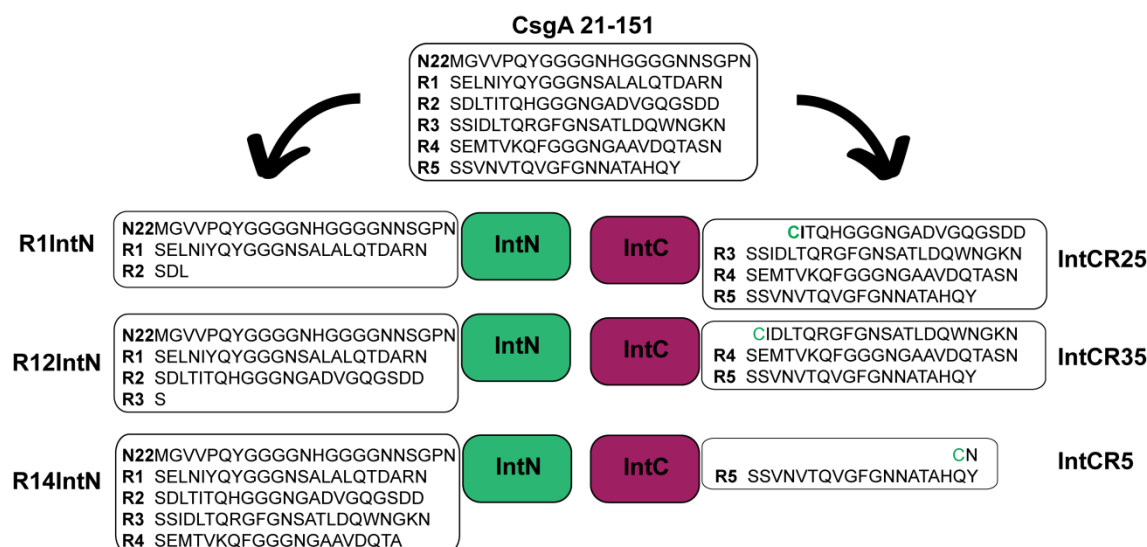 CsgA 21-151
N22MGVVPQYGGGGNHGGGGNNSGPN
R1 SELNIYQYGGGNSALALQTDARN
R2 SDLTITQHGGGNGADVGQGSDD
R3 SSIDLTQRGFGNSATLDQWNGKN
R4 SEMTVKQFGGGNGAAVDQTASN
R5 SSVNVTQVGFGNNATAHQY
R1IntN
N22MGVVPQYGGGGNHGGGGNNSGPN
R1 SELNIYQYGGGNSALALQTDARN
R2 SDL
IntN
IntC
CITQHGGGNGADVGQGSDD
R3 SSIDLTQRGFGNSATLDQWNGKN
R4 SEMTVKQFGGGNGAAVDQTASN
R5 SSVNVTQVGFGNNATAHQY
IntCR25
R12IntN
N22MGVVPQYGGGGNHGGGGNNSGPN
R1 SELNIYQYGGGNSALALQTDARN
R2 SDLTITQHGGGNGADVGQGSDD
R3 S
IntN
IntC
CIDLTQRGFGNSATLDQWNGKN
R4 SEMTVKQFGGGNGAAVDQTASN
R5 SSVNVTQVGFGNNATAHQY
IntCR35
R14IntN
N22MGVVPQYGGGGNHGGGGNNSGPN
R1 SELNIYQYGGGNSALALQTDARN
R2 SDLTITQHGGGNGADVGQGSDD
R3 SSIDLTQRGFGNSATLDQWNGKN
R4 SEMTVKQFGGGNGAAVDQTA
IntN
IntC
CN
R5 SSVNVTQVGFGNNATAHQY
IntCR5